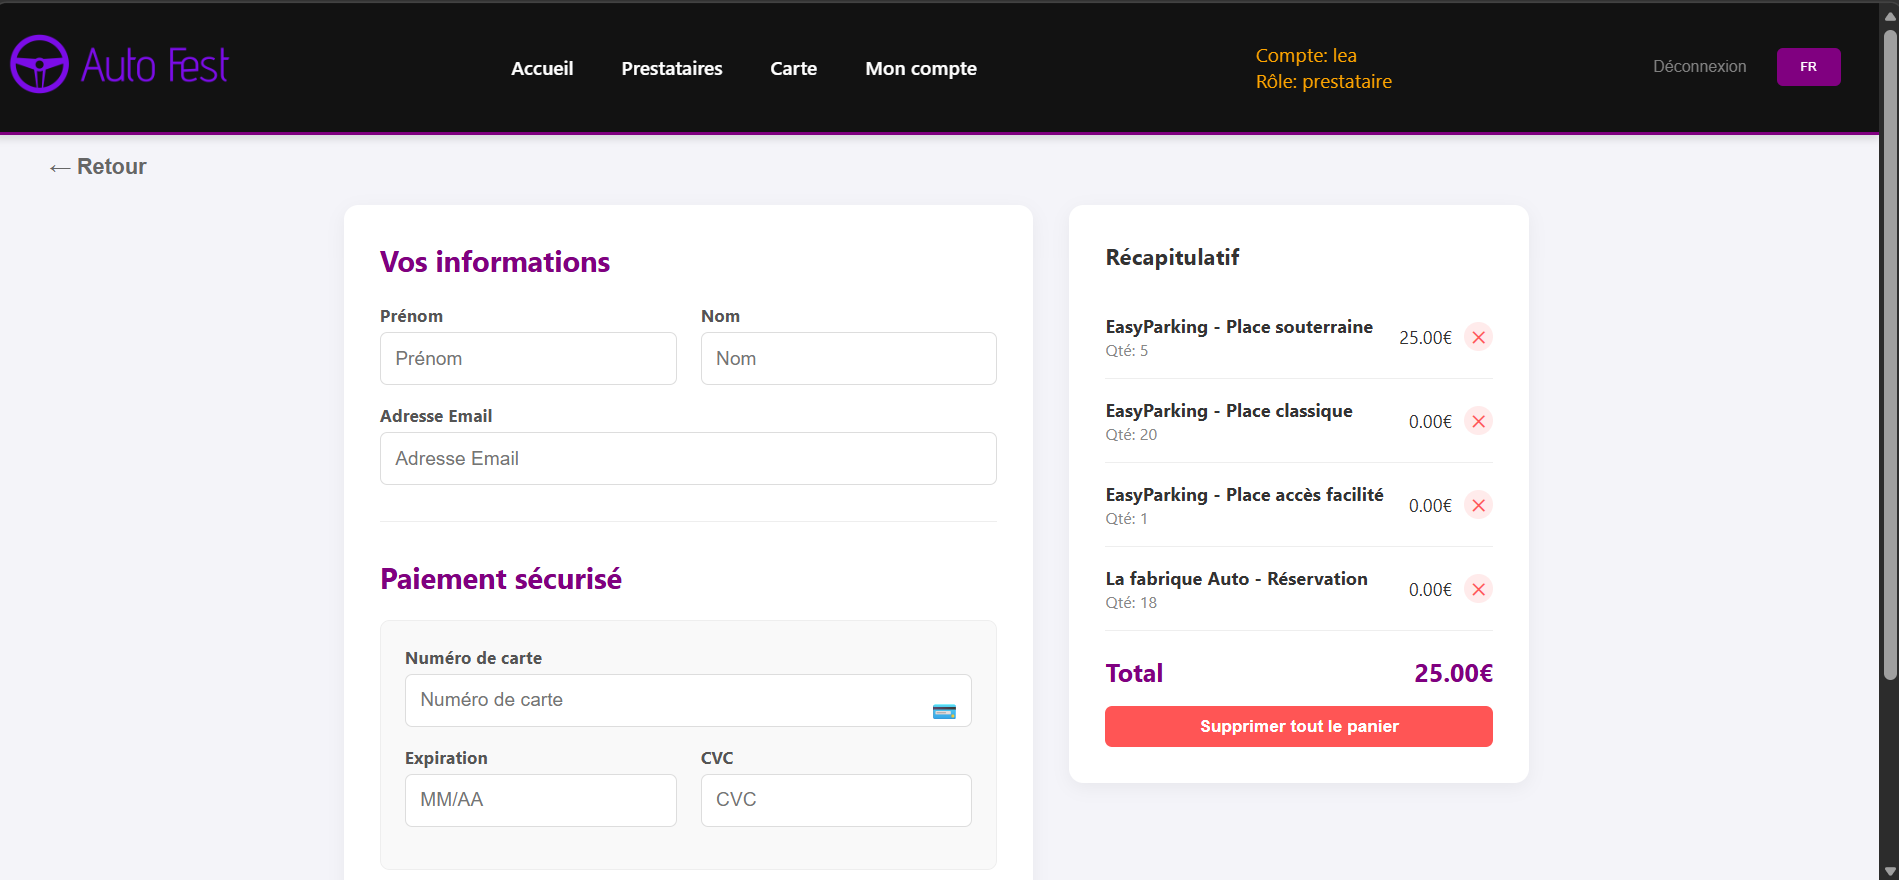 Auto Fest
Accueil
Prestataires
Carte
Mon compte
Compte: lea
Rôle: prestataire
Déconnexion
FR
← Retour
Vos informations
Prénom
Nom
Prénom
Nom
Adresse Email
Adresse Email
Paiement sécurisé
Numéro de carte
Numéro de carte
Expiration
CVC
MM/AA
CVC
Récapitulatif
EasyParking - Place souterraine
Qté: 5
25.00€
EasyParking - Place classique
Qté: 20
0.00€
EasyParking - Place accès facilité
Qté: 1
0.00€
La fabrique Auto - Réservation
Qté: 18
0.00€
Total 25.00€
Supprimer tout le panier